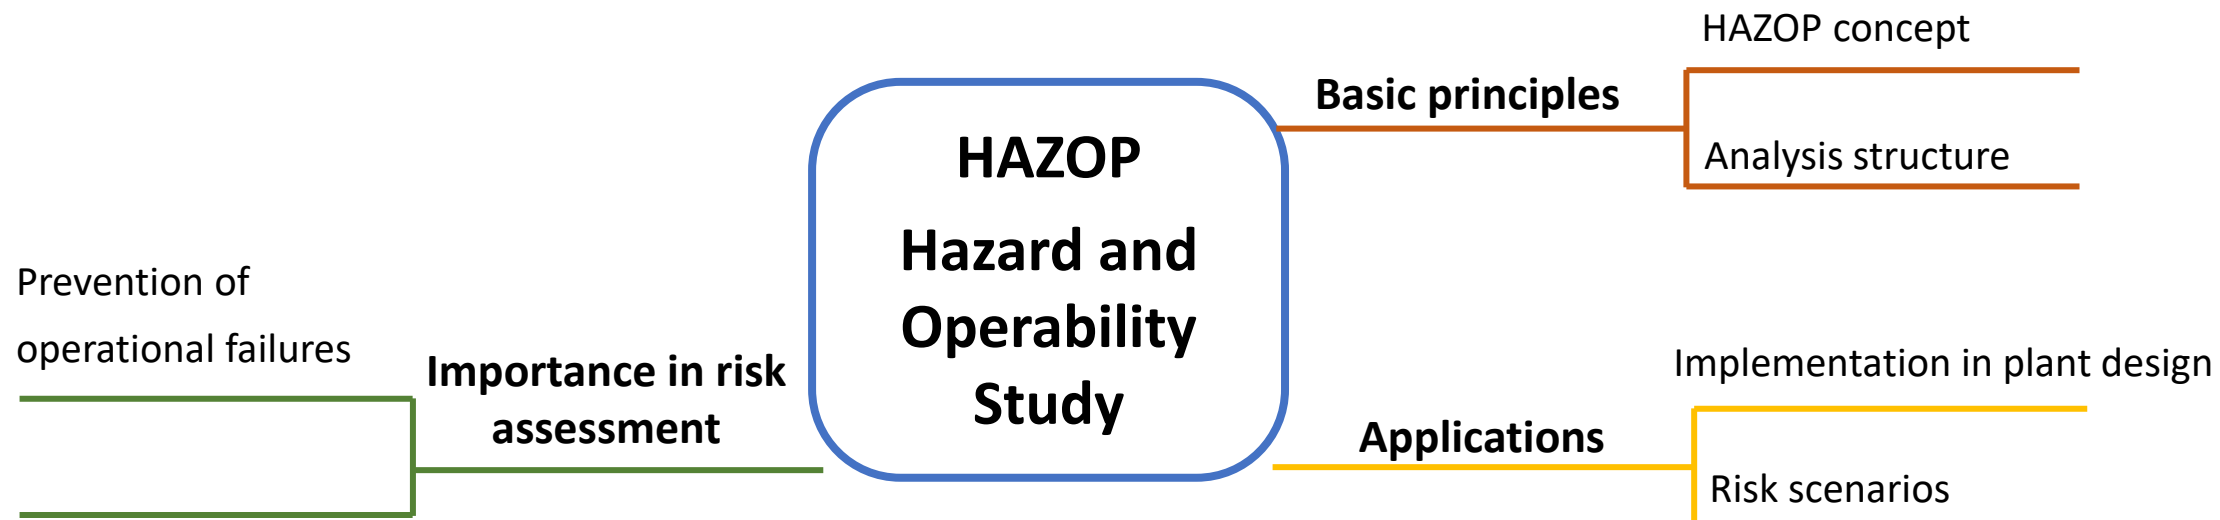 HAZOP
Hazard and
Operability
Study
Basic principles
HAZOP concept
Analysis structure
Applications
Implementation in plant design
Risk scenarios
Importance in risk
assessment
Prevention of
operational failures